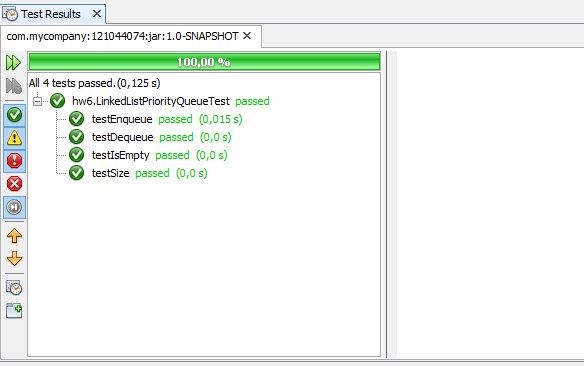 Test Results
com.mycompany:121044074:jar:1.0-SNAPSHOT
100,00 %
All 4 tests passed.(0,125 s)
hw6.LinkedListPriorityQueueTest passed
testEnqueue passed (0,015 s)
testDequeue passed (0,0 s)
testIsEmpty passed (0,0 s)
testSize passed (0,0 s)